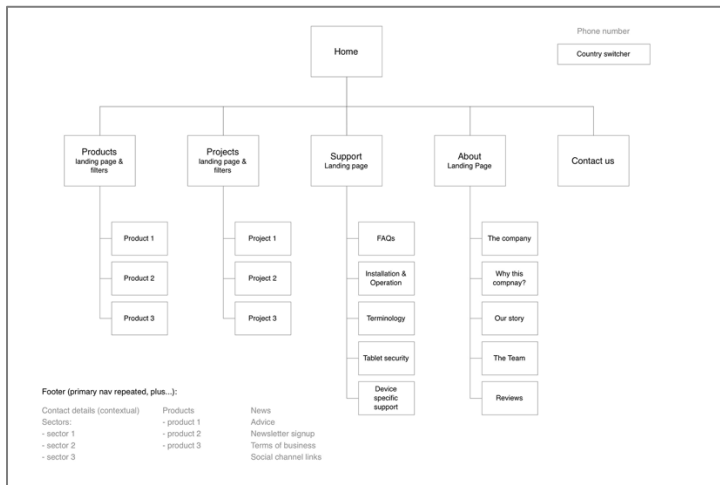 Phone number
Home
Country switcher
Products
landing page &
filters
Projects
landing page &
filters
Support
Landing page
About
Landing Page
Contact us
Product 1
Product 2
Product 3
Project 1
Project 2
Project 3
FAQs
Installation &
Operation
Terminology
Tablet security
Device
specific
support
The company
Why this
compnay?
Our story
The Team
Reviews
Footer (primary nav repeated, plus...):
Contact details (contextual)
Sectors:
- sector 1
- sector 2
- sector 3
Products
- product 1
- product 2
- product 3
News
Advice
Newsletter signup
Terms of business
Social channel links